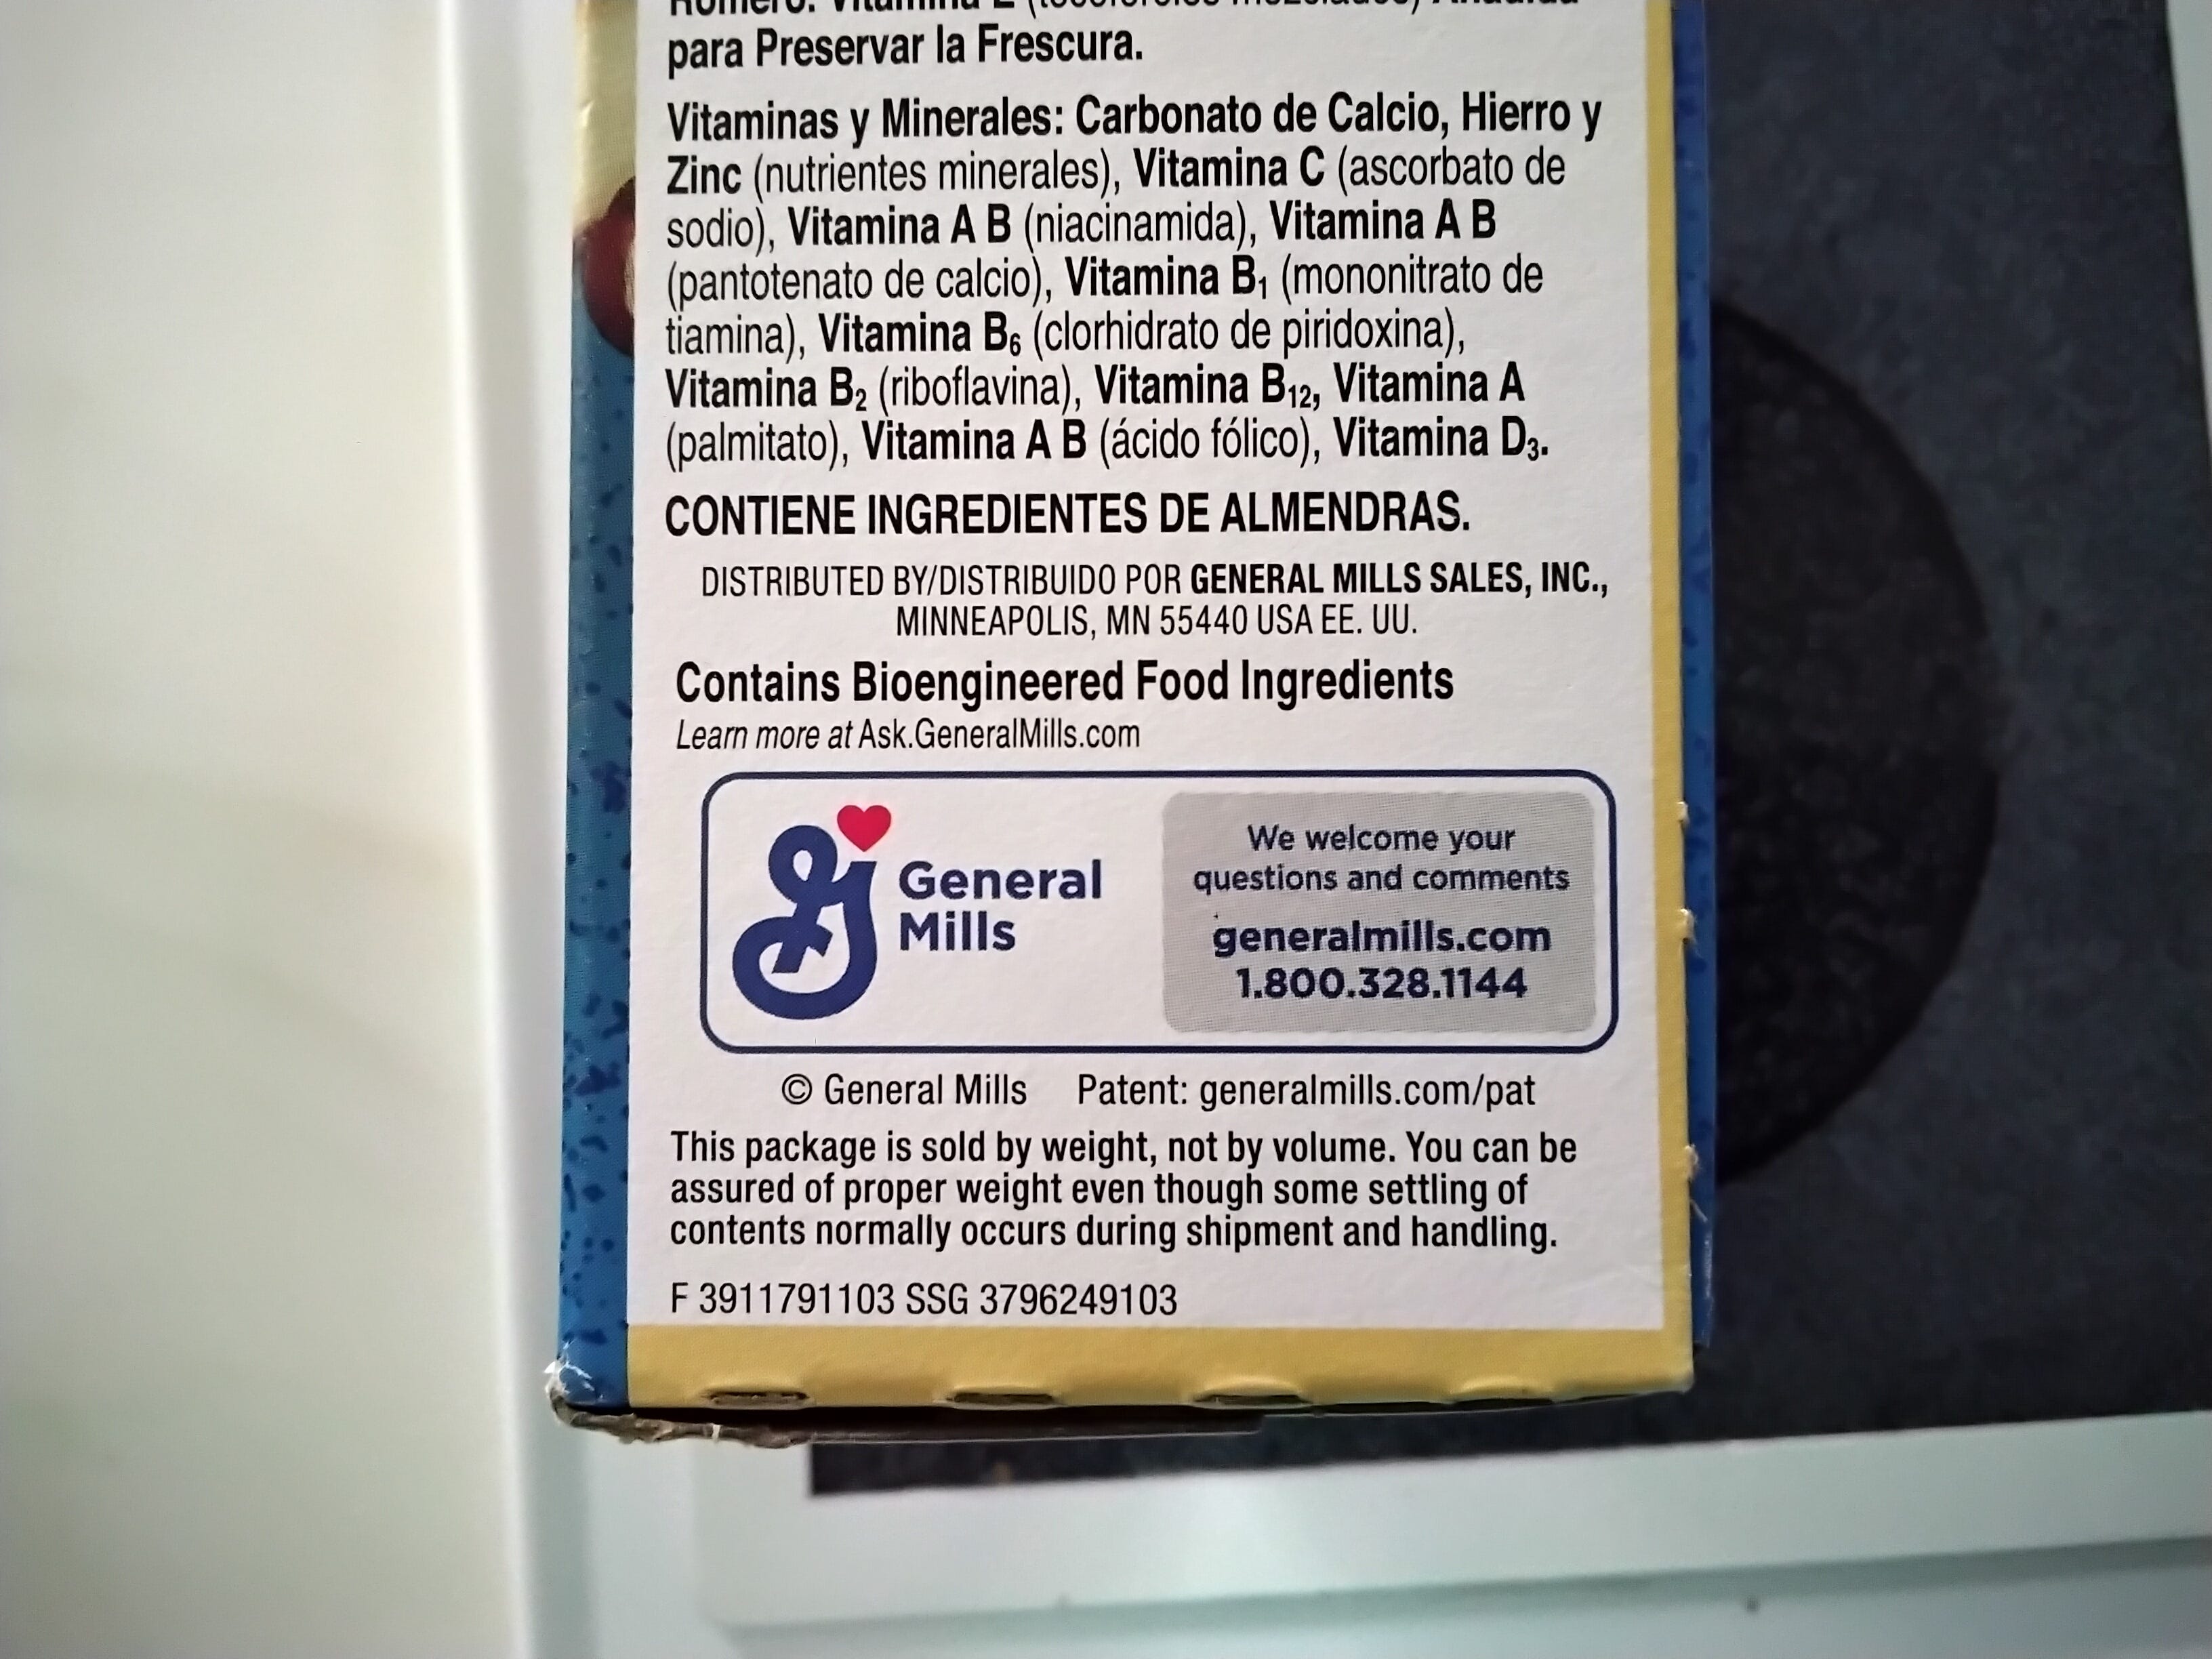 Romero. Vitamina E (tocoferoles mezclados) Añadida
para Preservar la Frescura.
Vitaminas y Minerales: Carbonato de Calcio, Hierro y
Zinc (nutrientes minerales), Vitamina C (ascorbato de
sodio), Vitamina A B (niacinamida), Vitamina A B
(pantotenato de calcio), Vitamina B₁ (mononitrato de
tiamina), Vitamina B₆ (clorhidrato de piridoxina),
Vitamina B₂ (riboflavina), Vitamina B₁₂, Vitamina A
(palmitato), Vitamina A B (ácido fólico), Vitamina D₃.
CONTIENE INGREDIENTES DE ALMENDRAS.
DISTRIBUTED BY/DISTRIBUIDO POR GENERAL MILLS SALES, INC.,
MINNEAPOLIS, MN 55440 USA EE. UU.
Contains Bioengineered Food Ingredients
Learn more at Ask.GeneralMills.com
General
Mills
We welcome your
questions and comments
generalmills.com
1.800.328.1144
© General Mills Patent: generalmills.com/pat
This package is sold by weight, not by volume. You can be
assured of proper weight even though some settling of
contents normally occurs during shipment and handling.
F 3911791103 SSG 3796249103